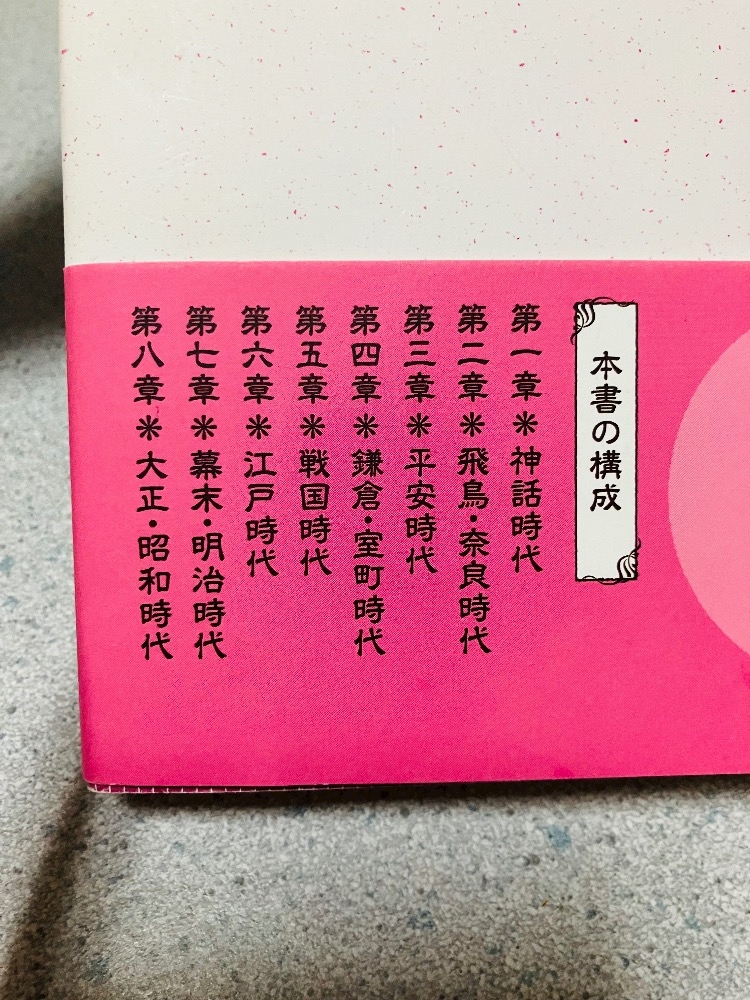 本書の構成
第一章＊神話時代
第二章＊飛鳥・奈良時代
第三章＊平安時代
第四章＊鎌倉・室町時代
第五章＊戦国時代
第六章＊江戸時代
第七章＊幕末・明治時代
第八章＊大正・昭和時代